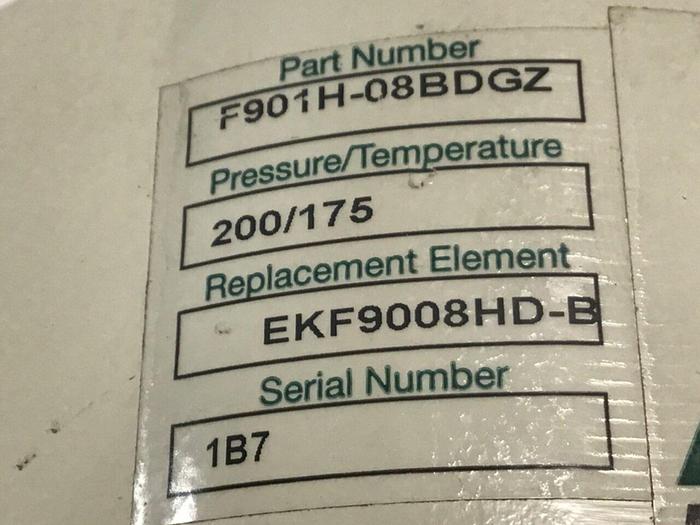 Part Number
F901H-08BDGZ
Pressure/Temperature
200/175
Replacement Element
EKF9008HD-B
Serial Number
1B7